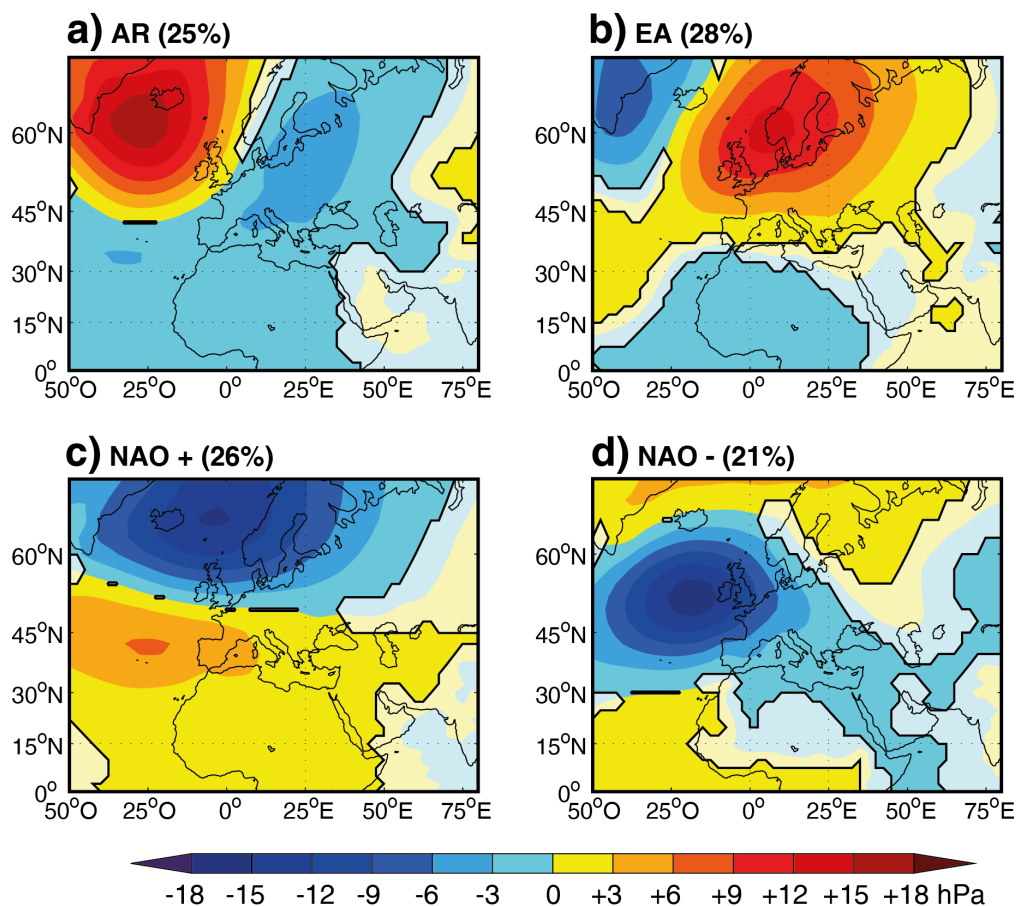 a) AR (25%)
b) EA (28%)
60°N
45°N
30°N
15°N
0°
50°O 25°O 0° 25°E 50°E 75°E
60°N
45°N
30°N
15°N
0°
50°O 25°O 0° 25°E 50°E 75°E
c) NAO + (26%)
d) NAO - (21%)
60°N
45°N
30°N
15°N
0°
50°O 25°O 0° 25°E 50°E 75°E
60°N
45°N
30°N
15°N
0°
50°O 25°O 0° 25°E 50°E 75°E
-18 -15 -12 -9 -6 -3 0 +3 +6 +9 +12 +15 +18 hPa